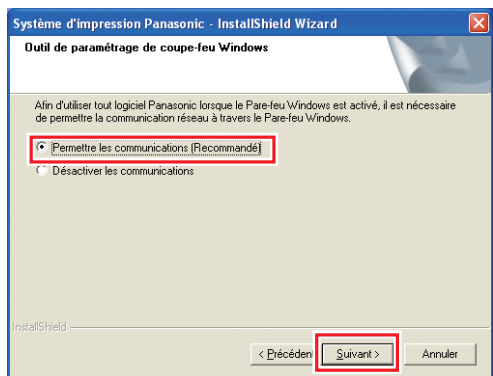 Système d'impression Panasonic - InstallShield Wizard
Outil de paramétrage de coupe-feu Windows
Afin d'utiliser tout logiciel Panasonic lorsque le Pare-feu Windows est activé, il est nécessaire
de permettre la communication réseau à travers le Pare-feu Windows.
Permettre les communications (Recommandé)
Désactiver les communications
InstallShield
< Précéden Suivant > Annuler